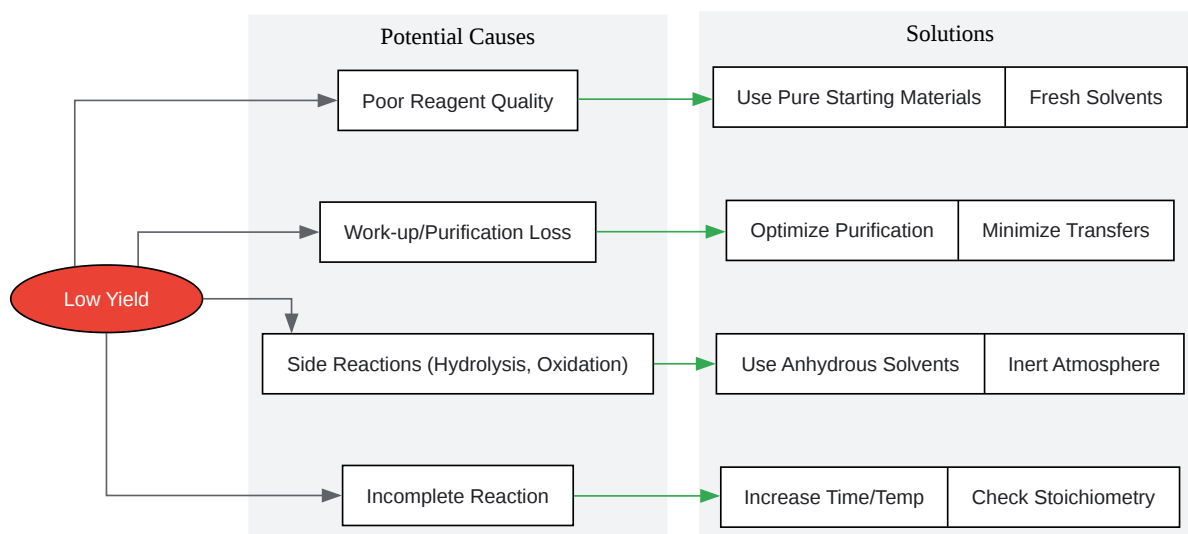 Potential Causes
Solutions
Poor Reagent Quality
Use Pure Starting Materials
Fresh Solvents
Work-up/Purification Loss
Optimize Purification
Minimize Transfers
Low Yield
Side Reactions (Hydrolysis, Oxidation)
Use Anhydrous Solvents
Inert Atmosphere
Incomplete Reaction
Increase Time/Temp
Check Stoichiometry